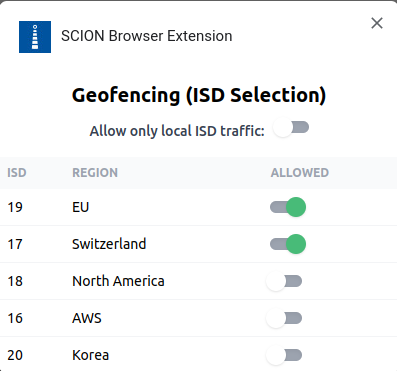 SCION Browser Extension
Geofencing (ISD Selection)
Allow only local ISD traffic:
ISD REGION ALLOWED
19 EU
17 Switzerland
18 North America
16 AWS
20 Korea